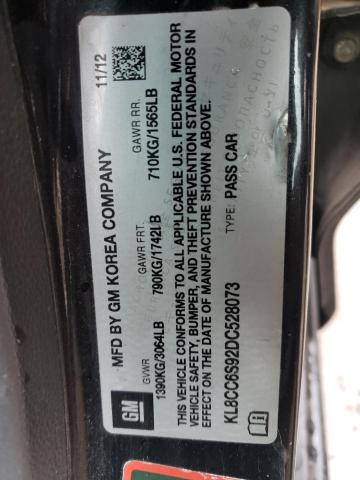 MFD BY GM KOREA COMPANY 11/12
GVWR GAWR FRT. GAWR RR.
1390KG/3064LB 790KG/1742LB 710KG/1565LB
THIS VEHICLE CONFORMS TO ALL APPLICABLE U.S. FEDERAL MOTOR
VEHICLE SAFETY, BUMPER, AND THEFT PREVENTION STANDARDS IN
EFFECT ON THE DATE OF MANUFACTURE SHOWN ABOVE.
KL8CC6S92DC528073 TYPE: PASS CAR
GM